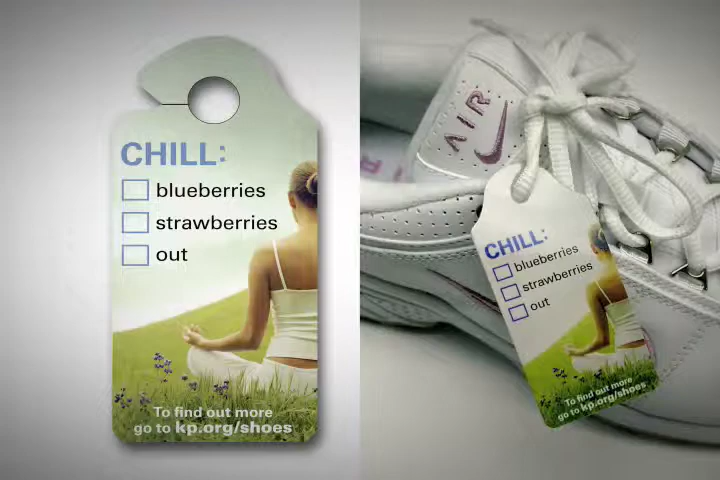 CHILL:
blueberries
strawberries
out
To find out more
go to kp.org/shoes
AIR
CHILL:
blueberries
strawberries
out
To find out more
go to kp.org/shoes